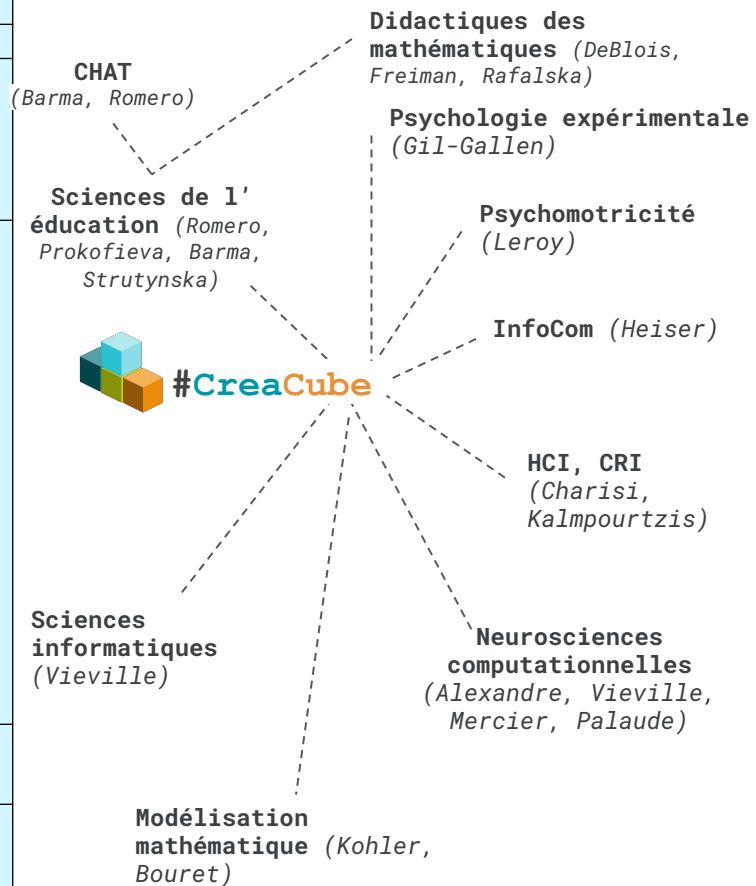 Didactiques des
mathématiques (DeBlois,
Freiman, Rafalska)
CHAT
(Barma, Romero)
Psychologie expérimentale
(Gil-Gallen)
Sciences de l’
éducation (Romero,
Prokofieva, Barma,
Strutynska)
Psychomotricité
(Leroy)
InfoCom (Heiser)
#CreaCube
HCI, CRI
(Charisi,
Kalmpourtzis)
Sciences
informatiques
(Vieville)
Neurosciences
computationnelles
(Alexandre, Vieville,
Mercier, Palaude)
Modélisation
mathématique (Kohler,
Bouret)